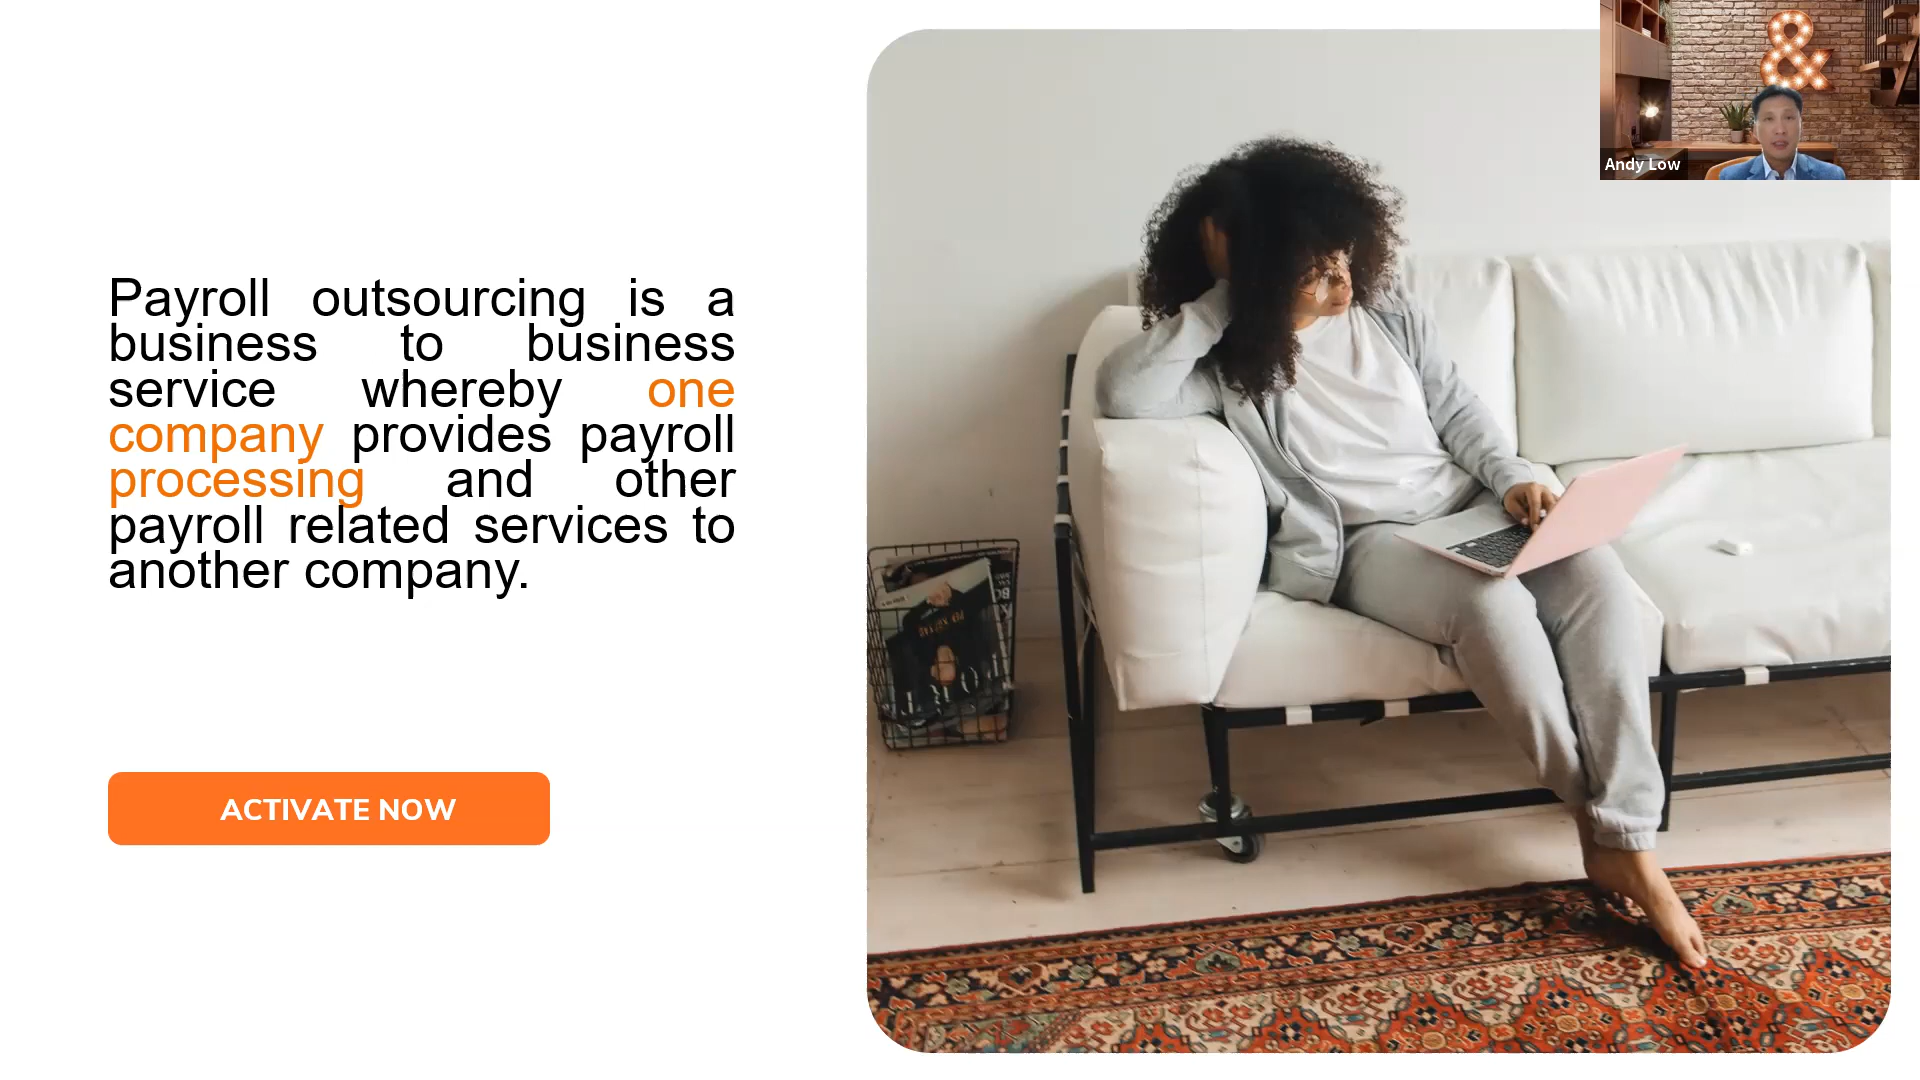 Payroll outsourcing is a
business to business
service whereby one
company provides payroll
processing and other
payroll related services to
another company.
ACTIVATE NOW
&
Andy Low